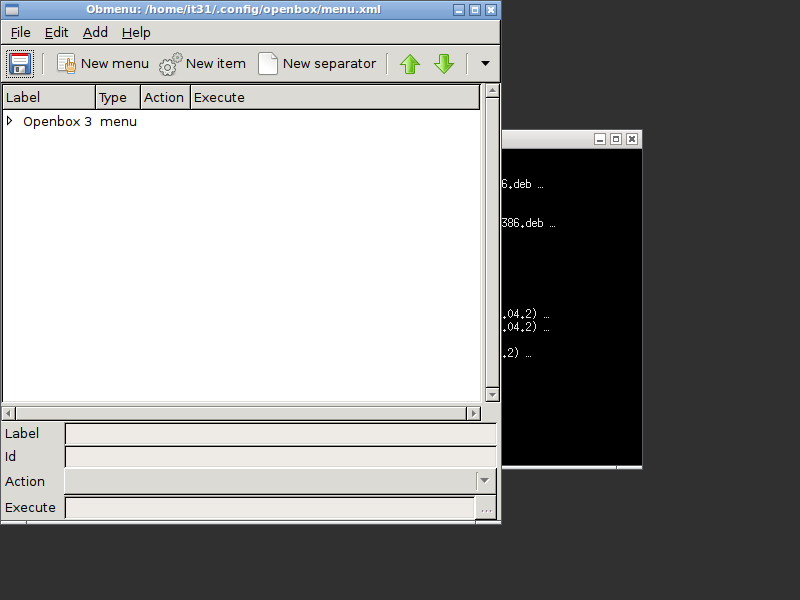 Obmenu: /home/it31/.config/openbox/menu.xml
File Edit Add Help
New menu New item New separator
Label Type Action Execute
Openbox 3 menu
6.deb …
386.deb …
.04.2) …
.04.2) …
.2) …
Label
Id
Action
Execute ...